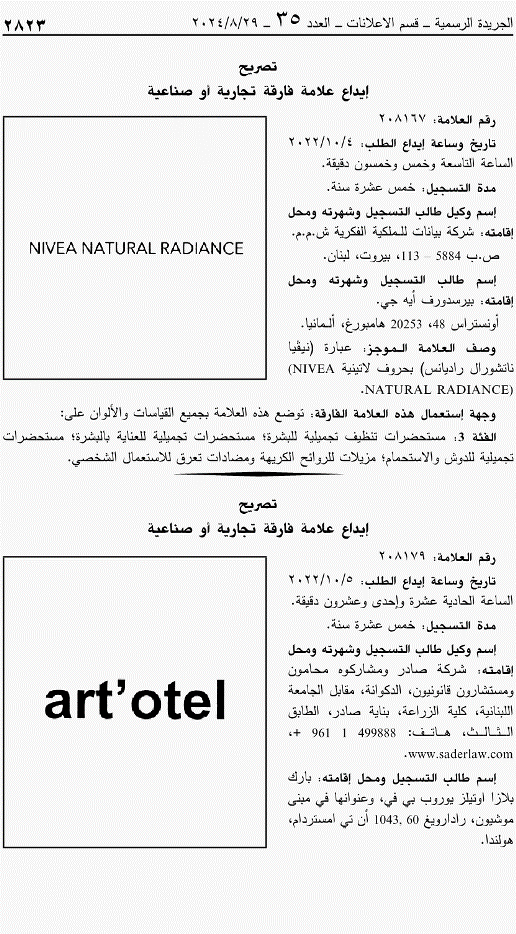 الجريدة الرسمية – قسم الاعلانات – العدد ٣٥ – ٢٠٢٤/٨/٢٩
٢٨٢٣
تصريح
إيداع علامة فارقة تجارية أو صناعية
رقم العلامة: ٢٠٨١٦٧
تاريخ وساعة إيداع الطلب: ٢٠٢٢/١٠/٤
الساعة التاسعة وخمس وخمسون دقيقة.
مدة التسجيل: خمس عشرة سنة.
إسم وكيل طالب التسجيل وشهرته ومحل
إقامته: شركة بيانات للملكية الفكرية ش.م.م.
ص.ب 5884 – 113، بيروت، لبنان.
إسم طالب التسجيل وشهرته ومحل
إقامته: بيرسدورف أيه جي.
أونستراس 48، 20253 هامبورغ، ألمانيا.
وصف العلامة الموجز: عبارة (نيڤيا
ناتشورال راديانس) بحروف لاتينية (NIVEA
NATURAL RADIANCE).
NIVEA NATURAL RADIANCE
وجهة إستعمال هذه العلامة الفارقة: توضع هذه العلامة بجميع القياسات والألوان على:
الفئة 3: مستحضرات تنظيف تجميلية للبشرة؛ مستحضرات تجميلية للعناية بالبشرة؛ مستحضرات
تجميلية للدوش والاستحمام؛ مزيلات للروائح الكريهة ومضادات تعرق للاستعمال الشخصي.
تصريح
إيداع علامة فارقة تجارية أو صناعية
رقم العلامة: ٢٠٨١٧٩
تاريخ وساعة إيداع الطلب: ٢٠٢٢/١٠/٥
الساعة الحادية عشرة وإحدى وعشرون دقيقة.
مدة التسجيل: خمس عشرة سنة.
إسم وكيل طالب التسجيل وشهرته ومحل
إقامته: شركة صادر ومشاركوه محامون
ومستشارون قانونيون، الدكوانة، مقابل الجامعة
اللبنانية، كلية الزراعة، بناية صادر، الطابق
الثالث، هاتف: 499888 1 961 +،
www.saderlaw.com.
إسم طالب التسجيل ومحل إقامته: بارك
بلازا اوتيلز يوروب بي في، وعنوانها في مبنى
موشيون، رادارويغ 60، 1043 أن تي امستردام،
هولندا.
art’otel